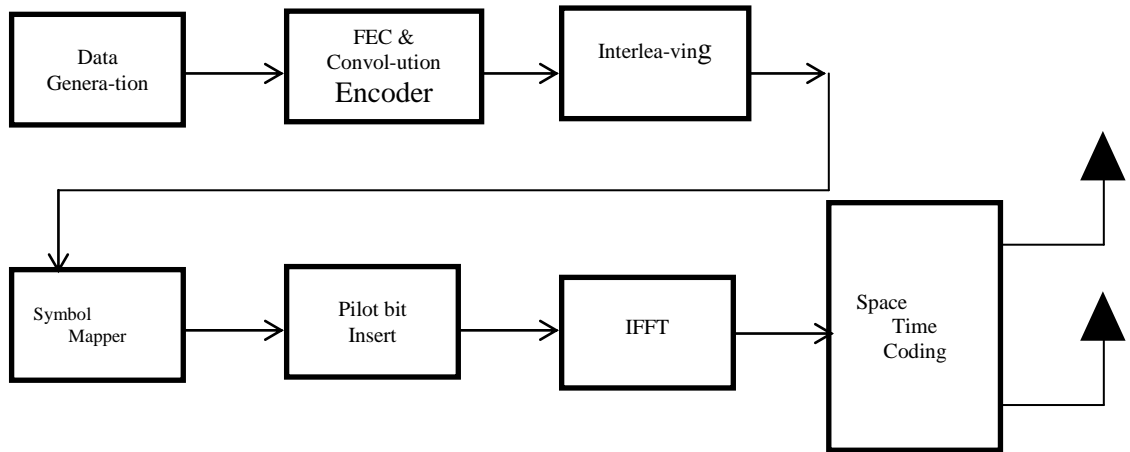 Data
Genera-tion
FEC &
Convol-ution
Encoder
Interlea-ving
Symbol
Mapper
Pilot bit
Insert
IFFT
Space
Time
Coding